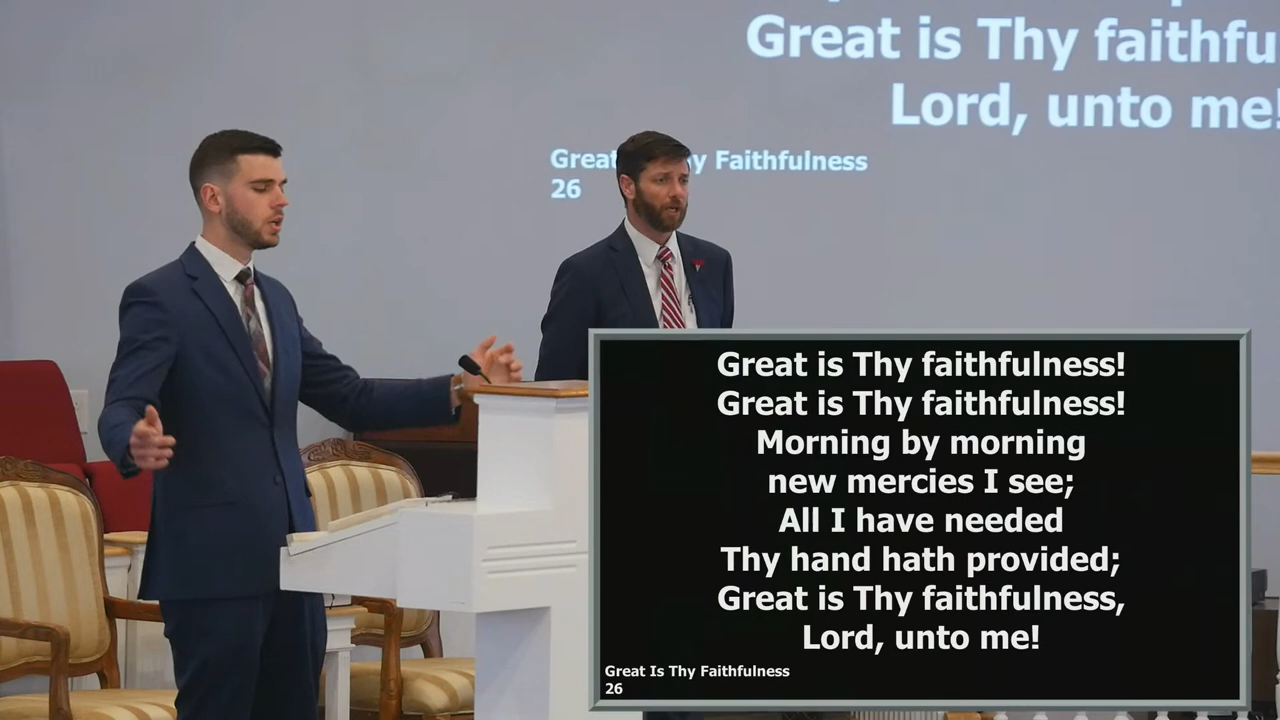 Great is Thy faithfu
Lord, unto me!
Great Thy Faithfulness
26
Great is Thy faithfulness!
Great is Thy faithfulness!
Morning by morning
new mercies I see;
All I have needed
Thy hand hath provided;
Great is Thy faithfulness,
Lord, unto me!
Great Is Thy Faithfulness
26